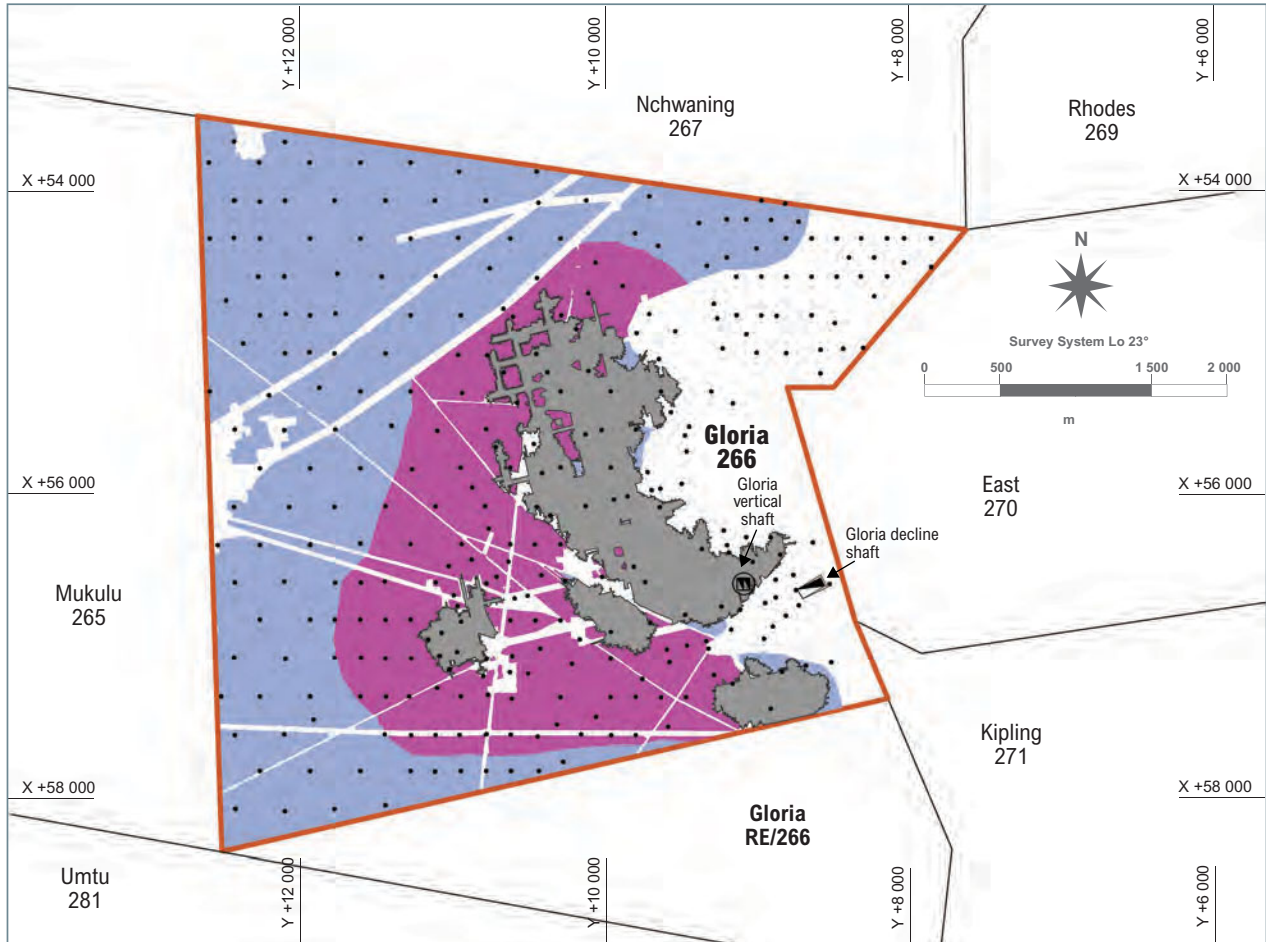 Y +12 000
Y +10 000
Y +8 000
Y +6 000
Nchwaning
267
Rhodes
269
X +54 000
X +54 000
N
Survey System Lo 23°
0
500
1 500
2 000
m
Gloria
266
Gloria
vertical
shaft
Gloria decline
shaft
X +56 000
X +56 000
East
270
Mukulu
265
Kipling
271
X +58 000
X +58 000
Gloria
RE/266
Umtu
281
Y +12 000
Y +10 000
Y +8 000
Y +6 000